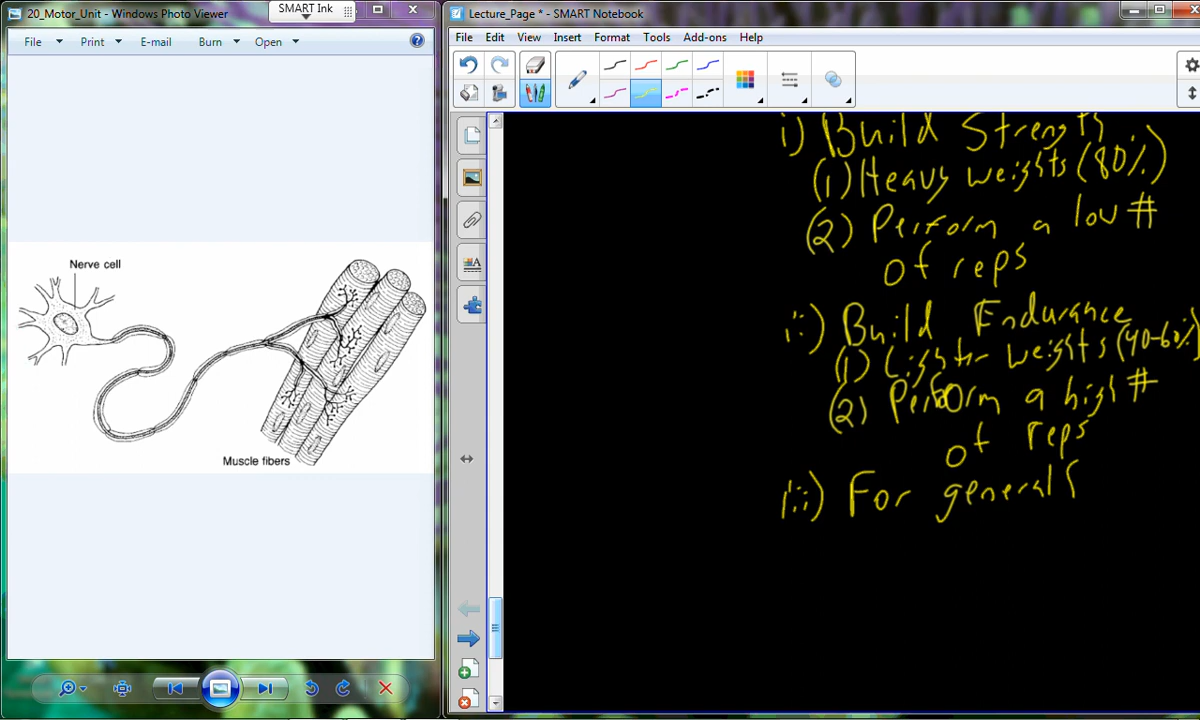 20_Motor_Unit - Windows Photo Viewer
SMART Ink
File Print E-mail Burn Open
Nerve cell
Muscle fibers
Lecture_Page * - SMART Notebook
File Edit View Insert Format Tools Add-ons Help
i) Build Strength
(1) Heavy weights (80%)
(2) Perform a low #
of reps
ii) Build Endurance
(1) Lighter weights (40-60%)
(2) Perform a high #
of reps
iii) For general f